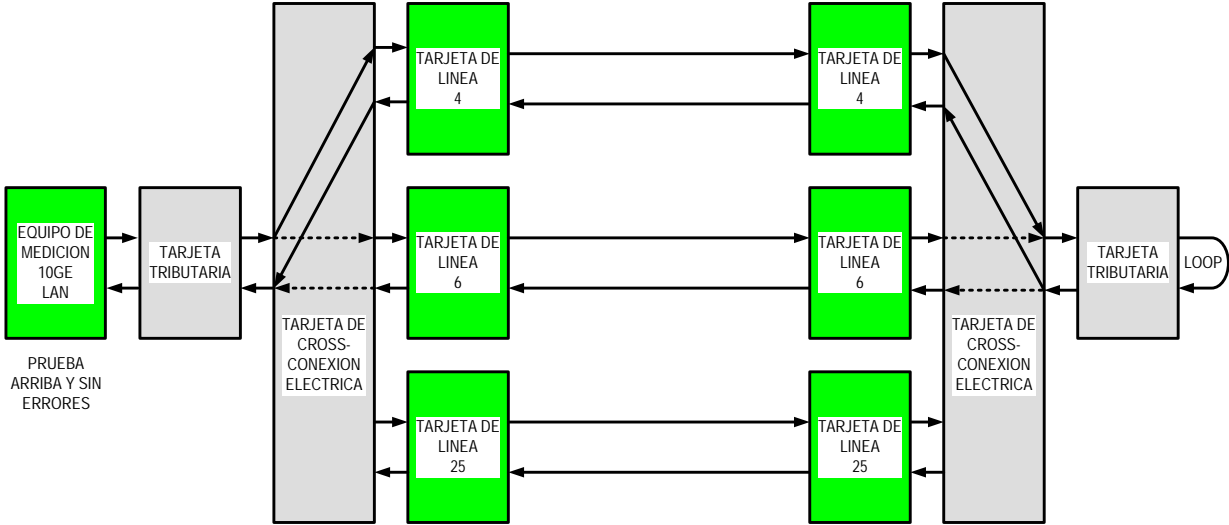 EQUIPO DE
MEDICION
10GE
LAN
PRUEBA
ARRIBA Y SIN
ERRORES
TARJETA
TRIBUTARIA
TARJETA DE
CROSS-
CONEXION
ELECTRICA
TARJETA DE
LINEA
4
TARJETA DE
LINEA
6
TARJETA DE
LINEA
25
TARJETA DE
LINEA
4
TARJETA DE
LINEA
6
TARJETA DE
LINEA
25
TARJETA DE
CROSS-
CONEXION
ELECTRICA
TARJETA
TRIBUTARIA
LOOP